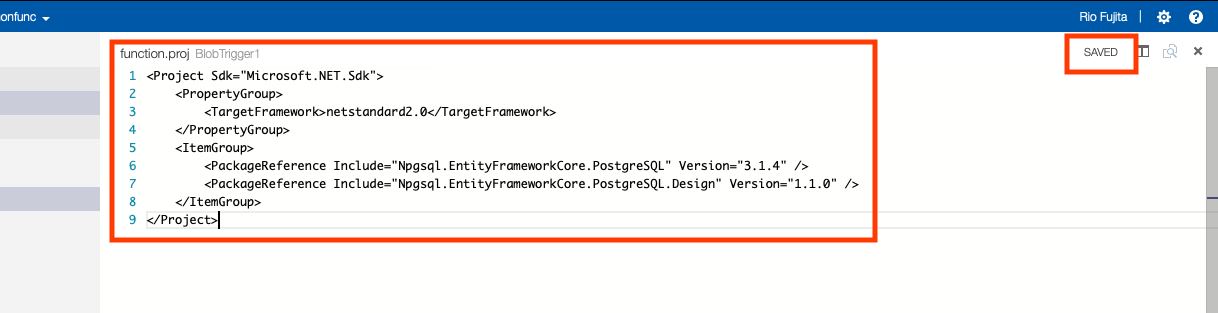 onfunc
Rio Fujita
function.proj BlobTrigger1
SAVED
1 <Project Sdk="Microsoft.NET.Sdk">
2 <PropertyGroup>
3 <TargetFramework>netstandard2.0</TargetFramework>
4 </PropertyGroup>
5 <ItemGroup>
6 <PackageReference Include="Npgsql.EntityFrameworkCore.PostgreSQL" Version="3.1.4" />
7 <PackageReference Include="Npgsql.EntityFrameworkCore.PostgreSQL.Design" Version="1.1.0" />
8 </ItemGroup>
9 </Project>